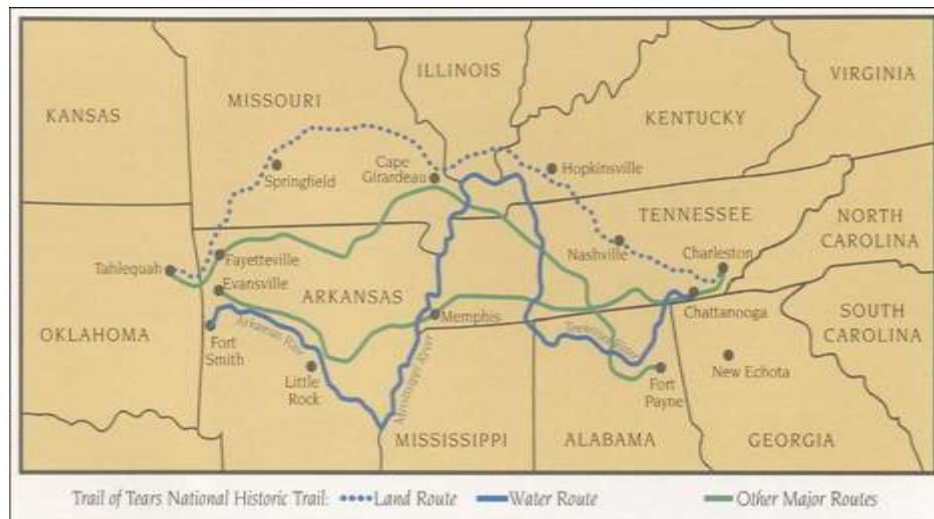 ILLINOIS
VIRGINIA
MISSOURI
KANSAS
KENTUCKY
Cape
Girardeau
Hopkinsville
Springfield
TENNESSEE
NORTH
CAROLINA
Nashville
Charleston
Fayetteville
Tahlequah
Evansville
ARKANSAS
Chattanooga
Memphis
SOUTH
CAROLINA
OKLAHOMA
Arkansas River
Tennessee River
Fort
Smith
Mississippi River
New Echota
Little
Rock
Fort
Payne
MISSISSIPPI
ALABAMA
GEORGIA
Trail of Tears National Historic Trail: Land Route Water Route Other Major Routes